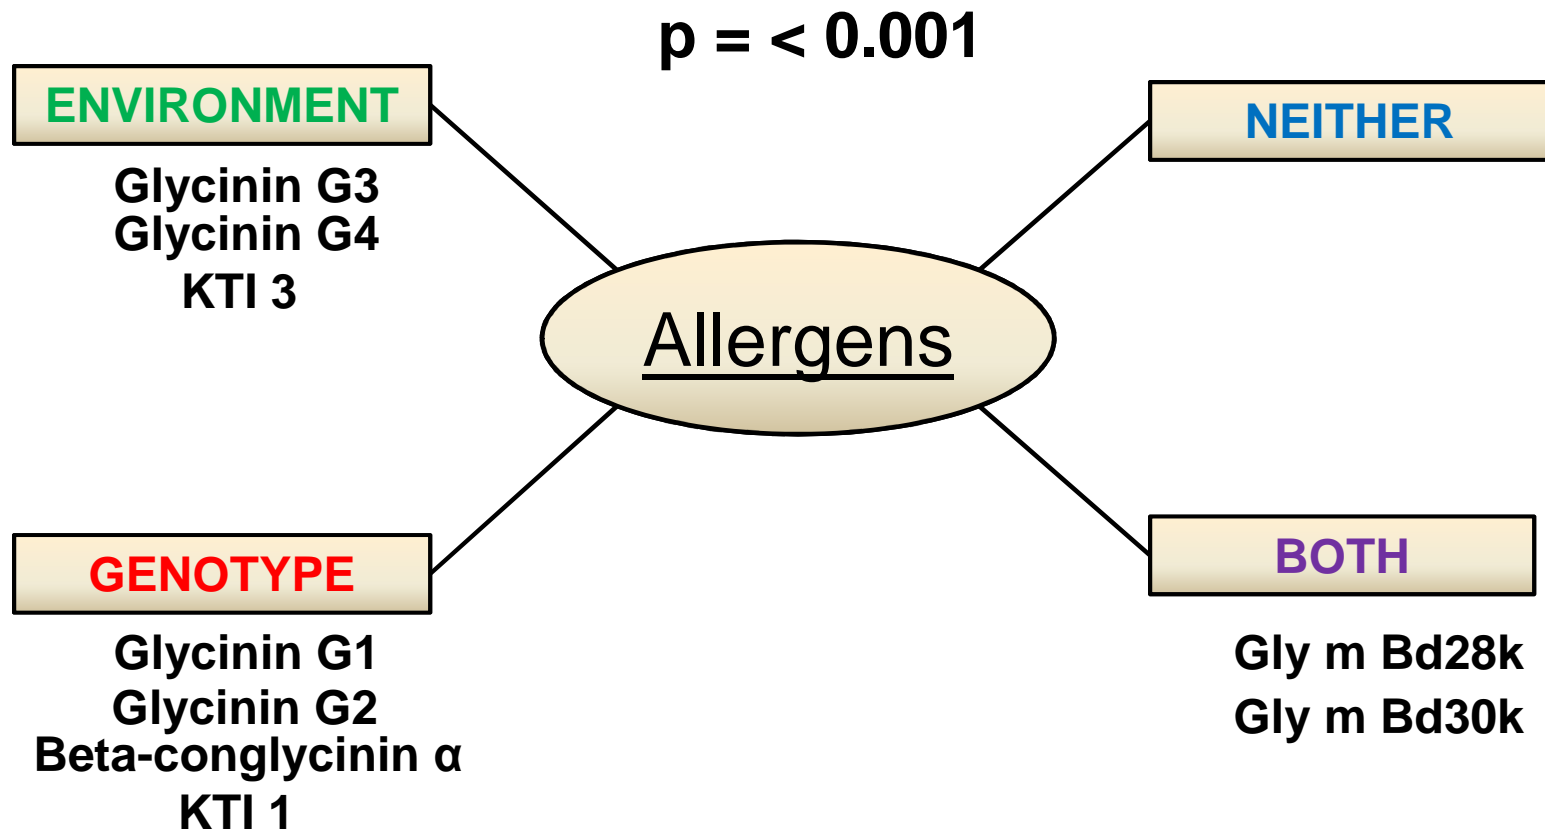 p = < 0.001
ENVIRONMENT
Glycinin G3
Glycinin G4
KTI 3
NEITHER
Allergens
GENOTYPE
Glycinin G1
Glycinin G2
Beta-conglycinin α
KTI 1
BOTH
Gly m Bd28k
Gly m Bd30k